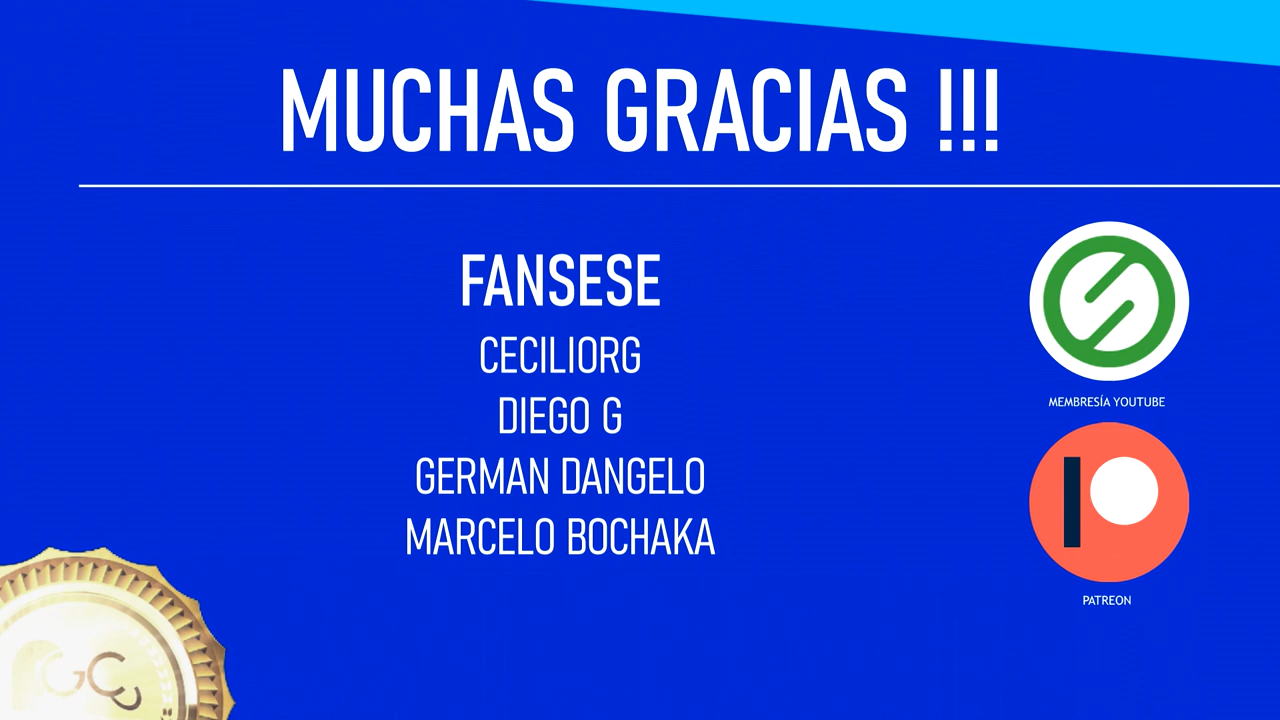 MUCHAS GRACIAS !!!
FANSESE
CECILIORG
DIEGO G
GERMAN DANGELO
MARCELO BOCHAKA
MEMBRESÍA YOUTUBE
PATREON